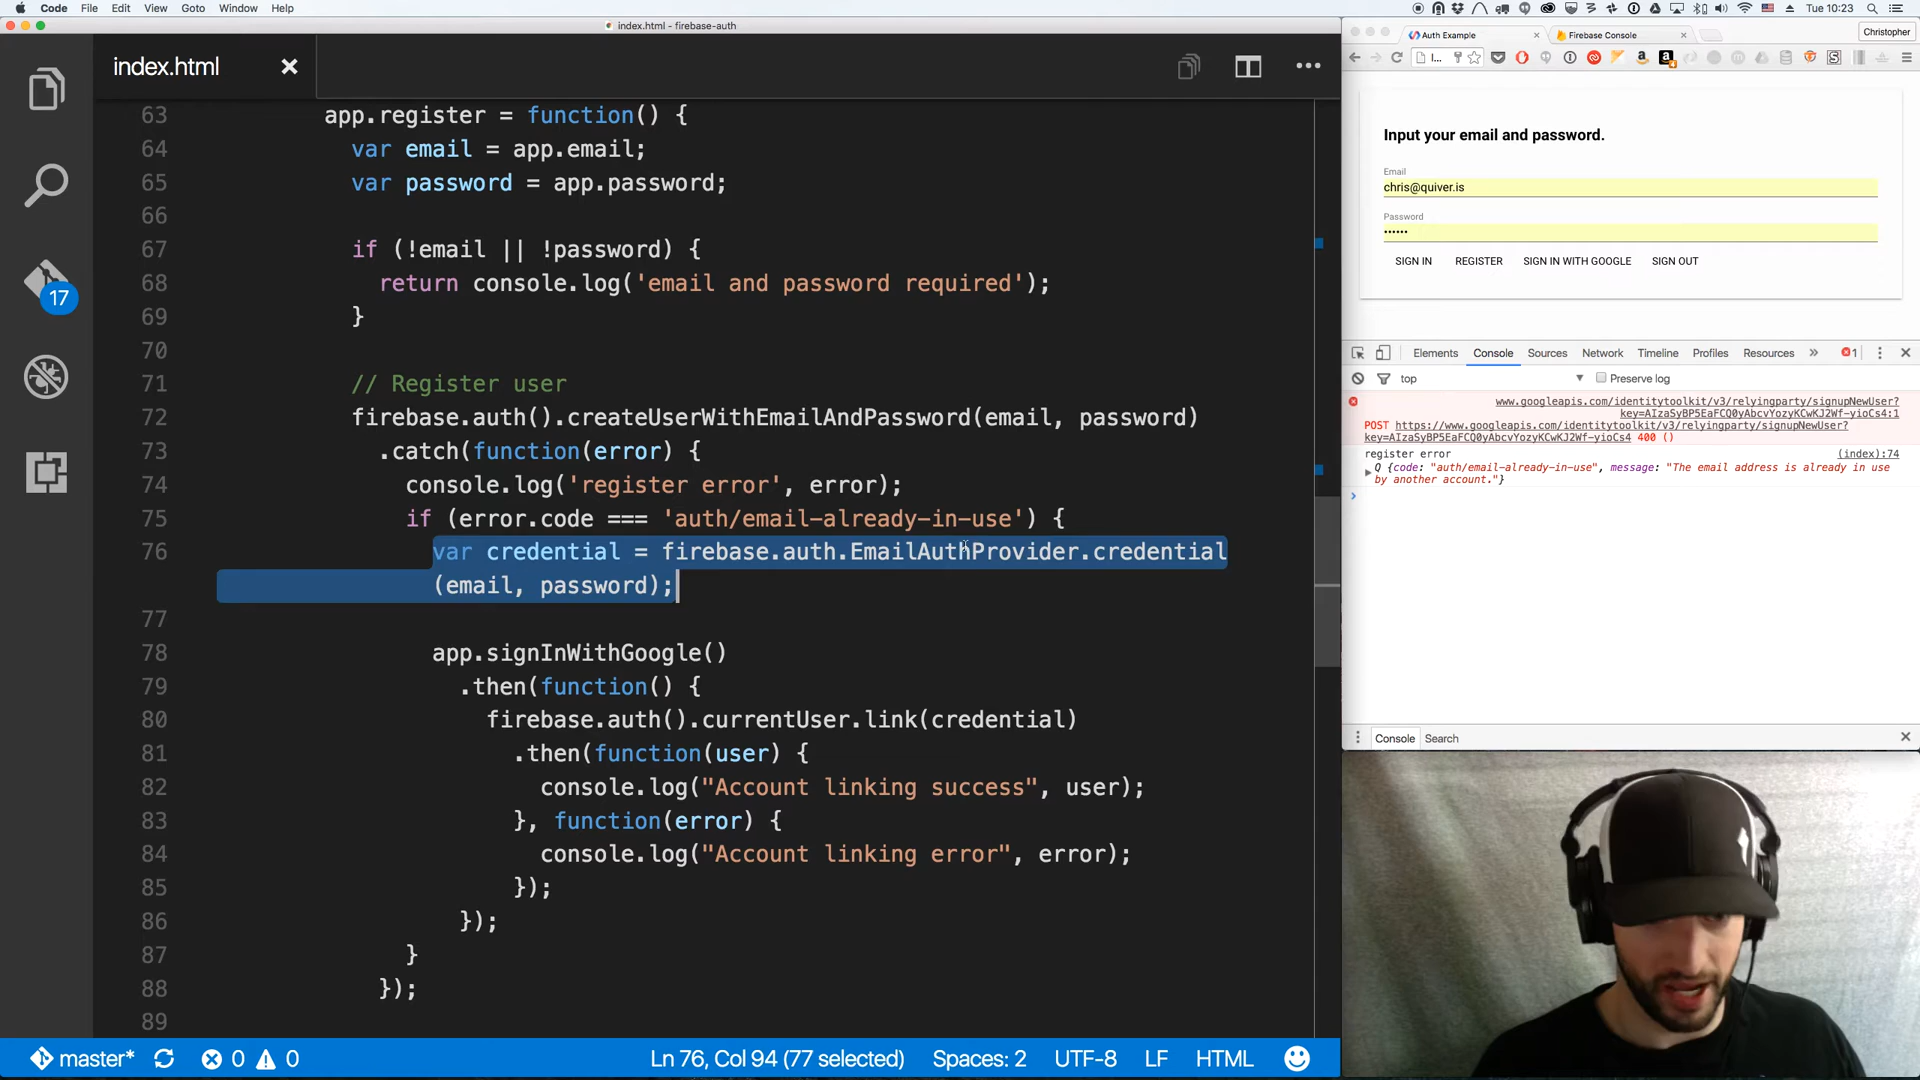 Code File Edit View Goto Window Help
Tue 10:23
index.html - firebase-auth
index.html
17
63 app.register = function() {
64 var email = app.email;
65 var password = app.password;
66
67 if (!email || !password) {
68 return console.log('email and password required');
69 }
70
71 // Register user
72 firebase.auth().createUserWithEmailAndPassword(email, password)
73 .catch(function(error) {
74 console.log('register error', error);
75 if (error.code === 'auth/email-already-in-use') {
76 var credential = firebase.auth.EmailAuthProvider.credential
(email, password);
77
78 app.signInWithGoogle()
79 .then(function() {
80 firebase.auth().currentUser.link(credential)
81 .then(function(user) {
82 console.log("Account linking success", user);
83 }, function(error) {
84 console.log("Account linking error", error);
85 });
86 });
87 }
88 });
89
master* 0 0 Ln 76, Col 94 (77 selected) Spaces: 2 UTF-8 LF HTML
Auth Example Firebase Console Christopher
Input your email and password.
Email
chris@quiver.is
Password
••••••
SIGN IN REGISTER SIGN IN WITH GOOGLE SIGN OUT
Elements Console Sources Network Timeline Profiles Resources » 1
top Preserve log
www.googleapis.com/identitytoolkit/v3/relyingparty/signupNewUser?
key=AIzaSyBP5EaFCQ0yAbcvYozyKCwKJ2Wf-yioCs4:1
POST https://www.googleapis.com/identitytoolkit/v3/relyingparty/signupNewUser?
key=AIzaSyBP5EaFCQ0yAbcvYozyKCwKJ2Wf-yioCs4 400 ()
register error (index):74
Q {code: "auth/email-already-in-use", message: "The email address is already in use
by another account."}
Console Search